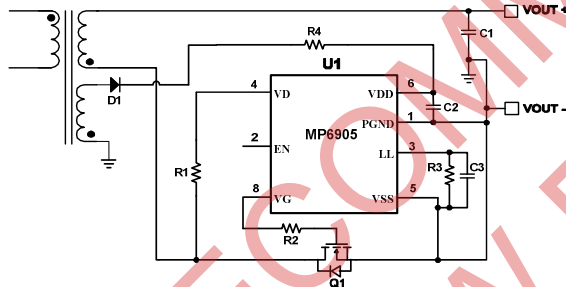 VOUT +
R4
C1
U1
D1
4
VD
VDD
6
C2
VOUT -
PGND
1
MP6905
2
EN
LL
3
R1
R3
C3
8
VG
VSS
5
R2
Q1